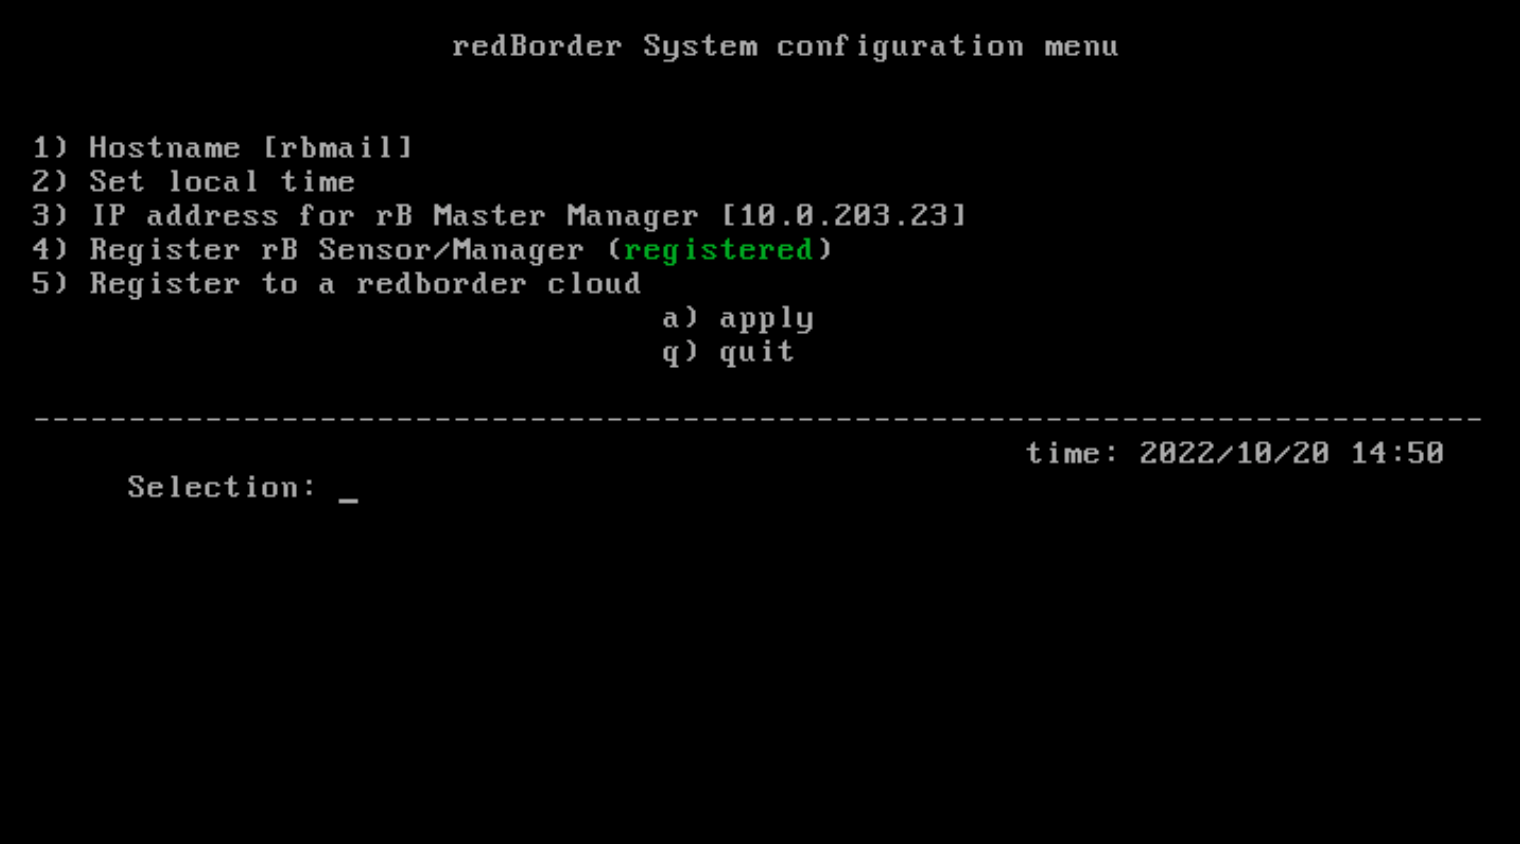 redBorder System configuration menu
1) Hostname [rbmail]
2) Set local time
3) IP address for rB Master Manager [10.0.203.23]
4) Register rB Sensor/Manager (registered)
5) Register to a redborder cloud
a) apply
q) quit
----------------------------------------------------------------------------
time: 2022/10/20 14:50
Selection: _